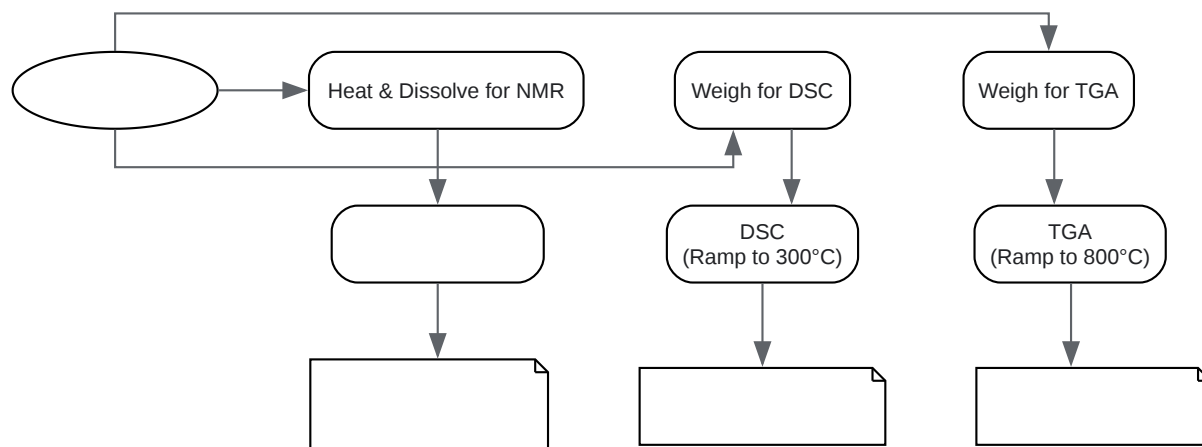 Heat & Dissolve for NMR
Weigh for DSC
Weigh for TGA
DSC
(Ramp to 300°C)
TGA
(Ramp to 800°C)